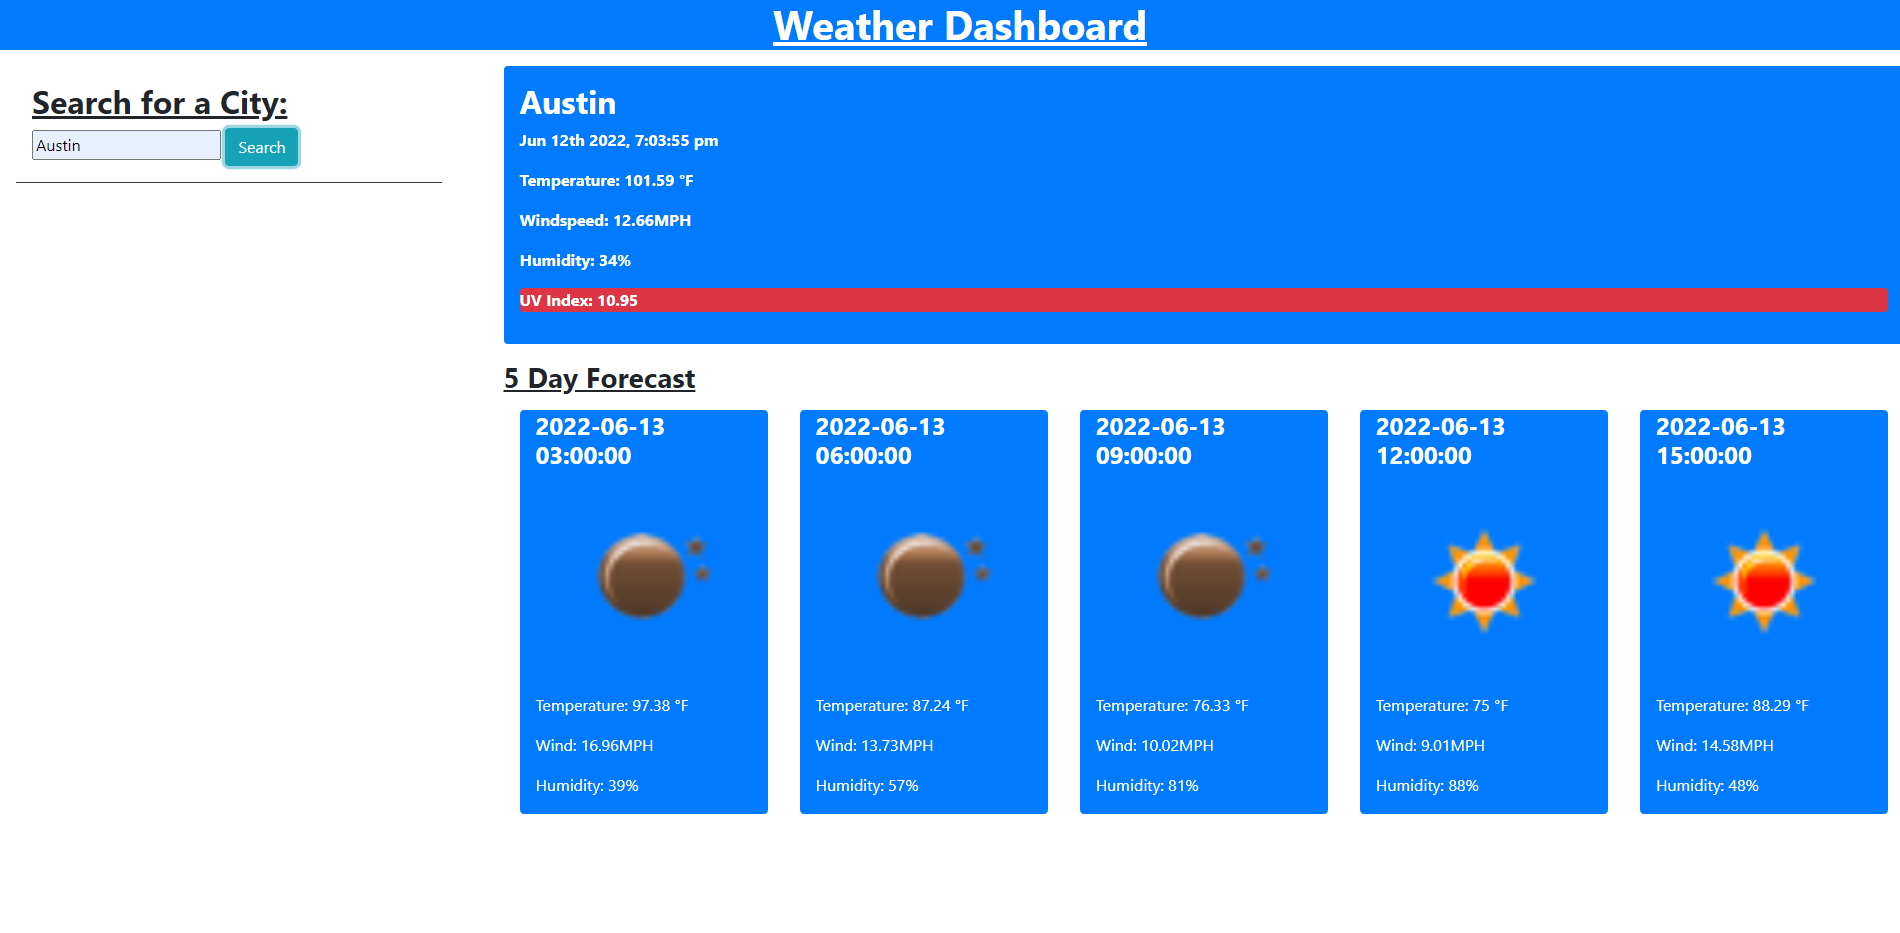 Weather Dashboard
Search for a City:
Austin
Search
Austin
Jun 12th 2022, 7:03:55 pm
Temperature: 101.59 °F
Windspeed: 12.66MPH
Humidity: 34%
UV Index: 10.95
5 Day Forecast
2022-06-13
03:00:00
Temperature: 97.38 °F
Wind: 16.96MPH
Humidity: 39%
2022-06-13
06:00:00
Temperature: 87.24 °F
Wind: 13.73MPH
Humidity: 57%
2022-06-13
09:00:00
Temperature: 76.33 °F
Wind: 10.02MPH
Humidity: 81%
2022-06-13
12:00:00
Temperature: 75 °F
Wind: 9.01MPH
Humidity: 88%
2022-06-13
15:00:00
Temperature: 88.29 °F
Wind: 14.58MPH
Humidity: 48%